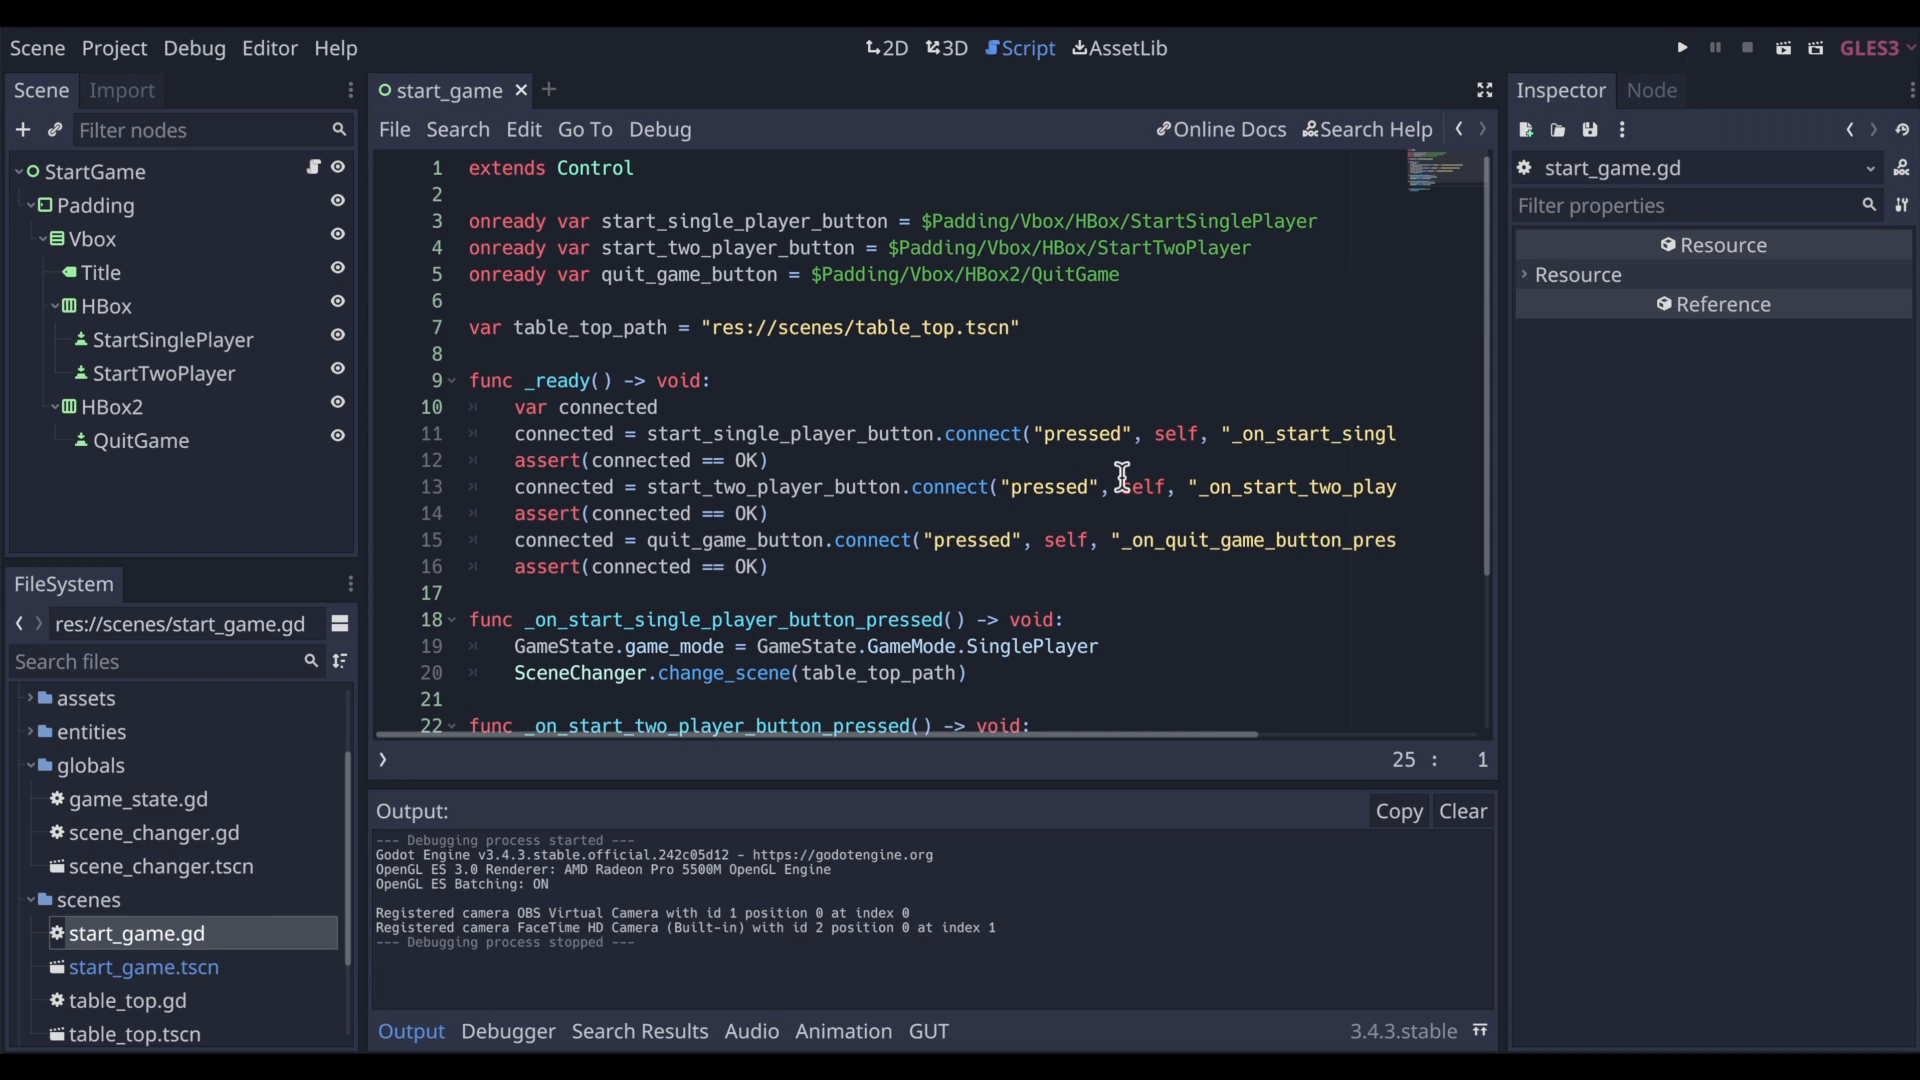 Scene Project Debug Editor Help
2D 3D Script AssetLib
GLES3
Scene Import
Filter nodes
StartGame
Padding
Vbox
Title
HBox
StartSinglePlayer
StartTwoPlayer
HBox2
QuitGame
FileSystem
res://scenes/start_game.gd
Search files
assets
entities
globals
game_state.gd
scene_changer.gd
scene_changer.tscn
scenes
start_game.gd
start_game.tscn
table_top.gd
table_top.tscn
start_game
File Search Edit Go To Debug
Online Docs Search Help
1 extends Control
2
3 onready var start_single_player_button = $Padding/Vbox/HBox/StartSinglePlayer
4 onready var start_two_player_button = $Padding/Vbox/HBox/StartTwoPlayer
5 onready var quit_game_button = $Padding/Vbox/HBox2/QuitGame
6
7 var table_top_path = "res://scenes/table_top.tscn"
8
9 func _ready() -> void:
10 var connected
11 connected = start_single_player_button.connect("pressed", self, "_on_start_singl
12 assert(connected == OK)
13 connected = start_two_player_button.connect("pressed", self, "_on_start_two_play
14 assert(connected == OK)
15 connected = quit_game_button.connect("pressed", self, "_on_quit_game_button_pres
16 assert(connected == OK)
17
18 func _on_start_single_player_button_pressed() -> void:
19 GameState.game_mode = GameState.GameMode.SinglePlayer
20 SceneChanger.change_scene(table_top_path)
21
22 func _on_start_two_player_button_pressed() -> void:
25 : 1
Output:
Copy Clear
--- Debugging process started ---
Godot Engine v3.4.3.stable.official.242c05d12 - https://godotengine.org
OpenGL ES 3.0 Renderer: AMD Radeon Pro 5500M OpenGL Engine
OpenGL ES Batching: ON
Registered camera OBS Virtual Camera with id 1 position 0 at index 0
Registered camera FaceTime HD Camera (Built-in) with id 2 position 0 at index 1
--- Debugging process stopped ---
Output Debugger Search Results Audio Animation GUT
3.4.3.stable
Inspector Node
start_game.gd
Filter properties
Resource
Resource
Reference